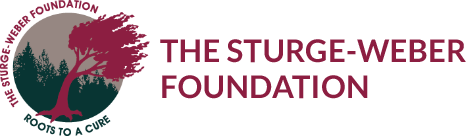 THE STURGE-WEBER FOUNDATION
ROOTS TO A CURE
THE STURGE-WEBER
FOUNDATION